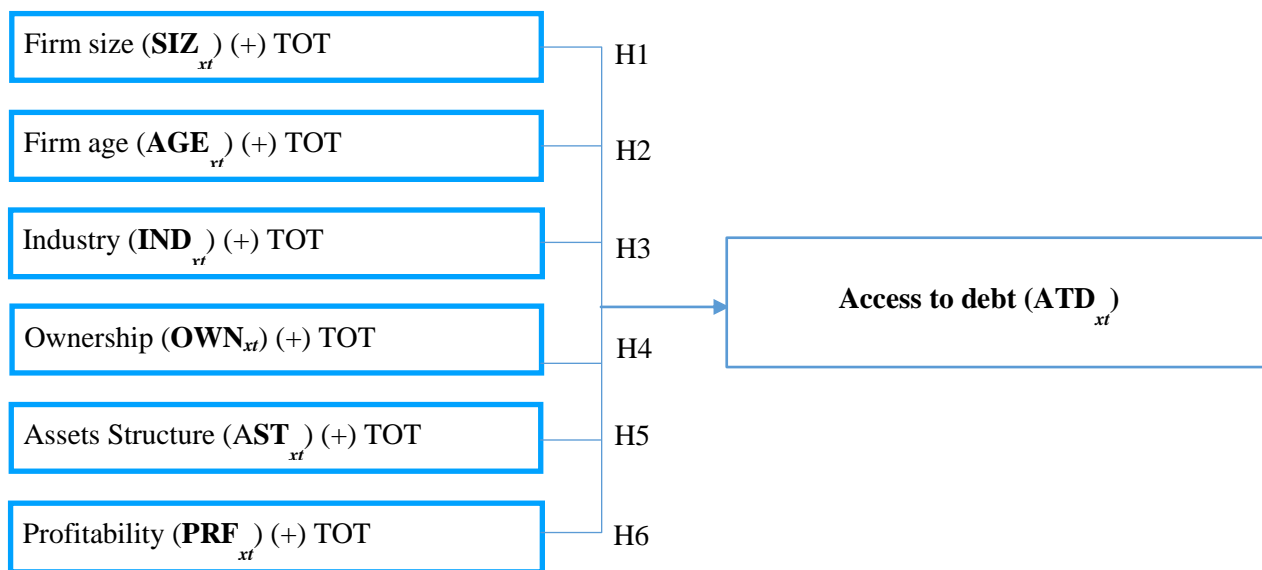 Firm size (SIZxt) (+) TOT
H1
Firm age (AGExt) (+) TOT
H2
Industry (INDxt) (+) TOT
H3
Access to debt (ATDxt)
Ownership (OWNxt) (+) TOT
H4
Assets Structure (ASTxt) (+) TOT
H5
Profitability (PRFxt) (+) TOT
H6